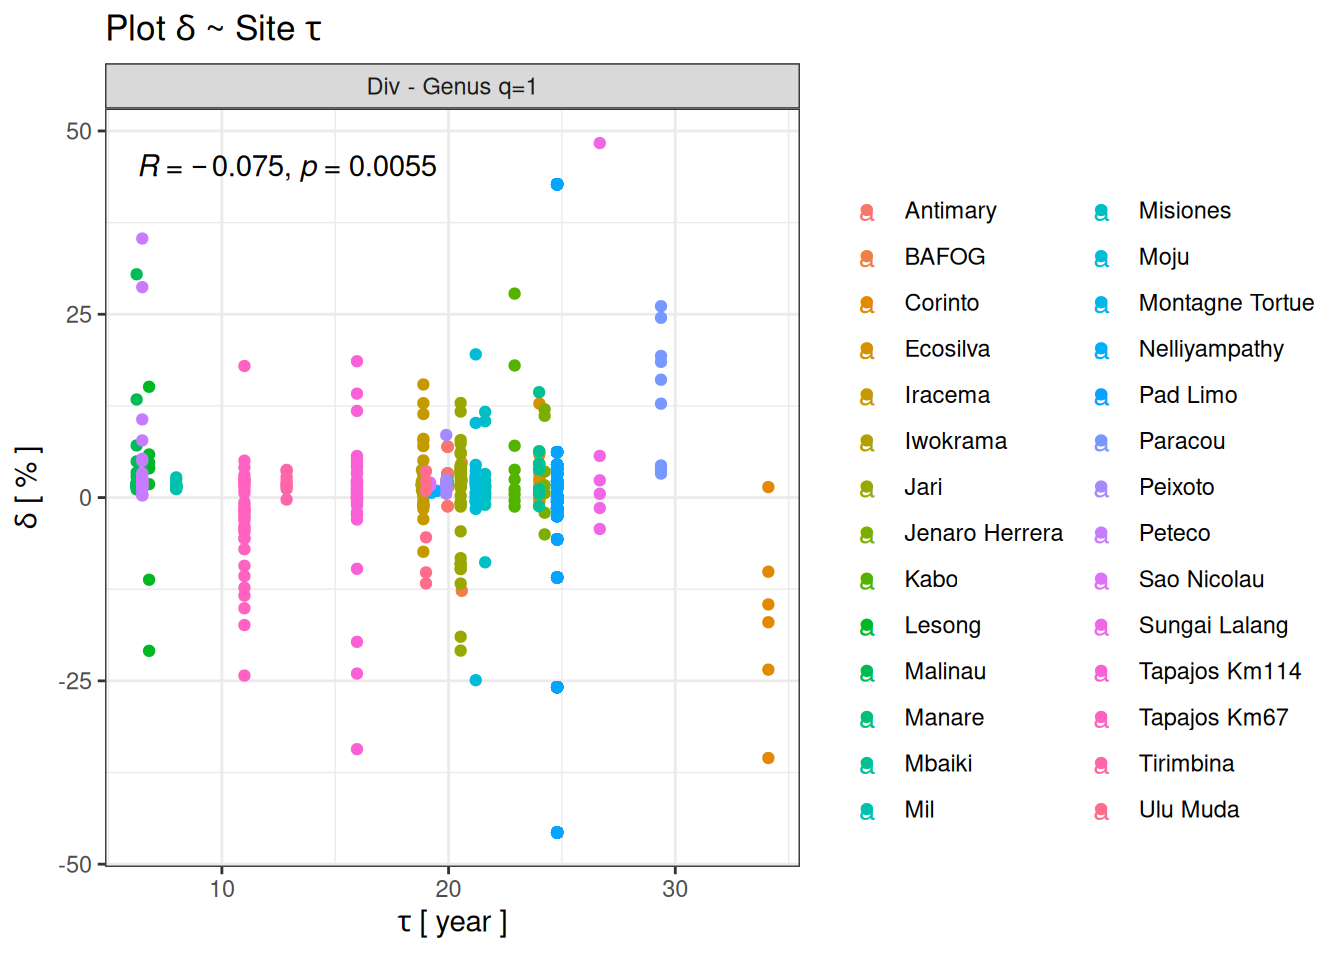 Plot δ ~ Site τ
Div - Genus q=1
R = −0.075, p = 0.0055
50
25
0
-25
-50
δ [ % ]
10 20 30
τ [ year ]
a Antimary
a BAFOG
a Corinto
a Ecosilva
a Iracema
a Iwokrama
a Jari
a Jenaro Herrera
a Kabo
a Lesong
a Malinau
a Manare
a Mbaiki
a Mil
a Misiones
a Moju
a Montagne Tortue
a Nelliyampathy
a Pad Limo
a Paracou
a Peixoto
a Peteco
a Sao Nicolau
a Sungai Lalang
a Tapajos Km114
a Tapajos Km67
a Tirimbina
a Ulu Muda